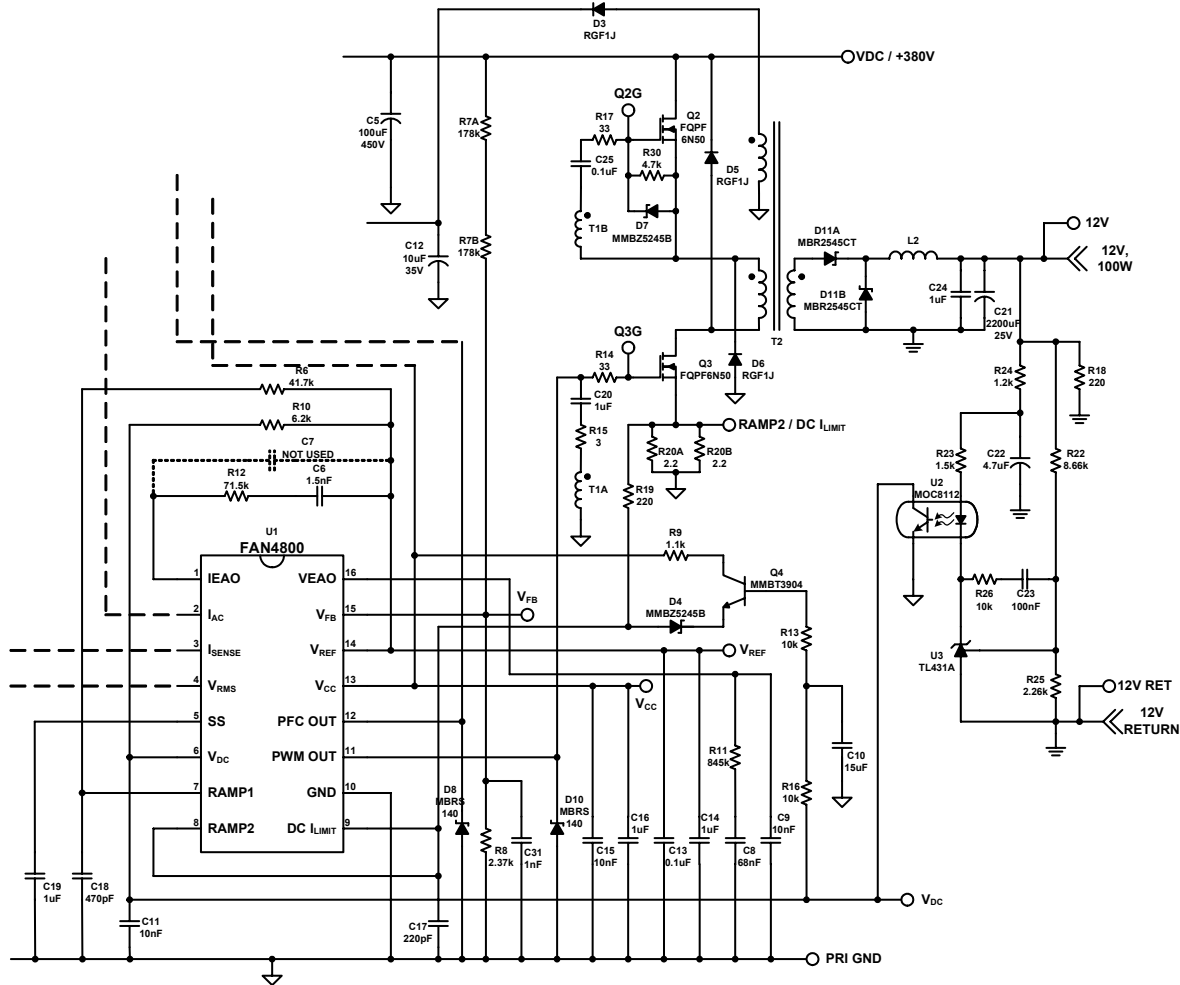 D3
RGF1J
VDC / +380V
Q2G
R17
33
Q2
FQPF
6N50
C5
100uF
450V
R7A
178k
C25
0.1uF
R30
4.7k
D5
RGF1J
D7
MMBZ5245B
T1B
12V
D11A
MBR2545CT
L2
12V,
100W
C12
10uF
35V
R7B
178k
D11B
MBR2545CT
C24
1uF
C21
2200uF
25V
T2
Q3G
R14
33
Q3
FQPF6N50
D6
RGF1J
R6
41.7k
R24
1.2k
R18
220
C20
1uF
R10
6.2k
R15
3
RAMP2 / DC ILIMIT
C7
NOT USED
R20A
2.2
R20B
2.2
R23
1.5k
C22
4.7uF
R22
8.66k
R12
71.5k
C6
1.5nF
T1A
R19
220
U2
MOC8112
U1
FAN4800
R9
1.1k
Q4
MMBT3904
1
IEAO
VEAO
16
R26
10k
C23
100nF
VFB
D4
MMBZ5245B
2
IAC
VFB
15
R13
10k
3
ISENSE
VREF
14
VREF
U3
TL431A
4
VRMS
VCC
13
VCC
R25
2.26k
12V RET
5
SS
PFC OUT
12
12V
RETURN
6
VDC
PWM OUT
11
R11
845k
C10
15uF
7
RAMP1
GND
10
D8
MBRS
140
D10
MBRS
140
R16
10k
8
RAMP2
DC ILIMIT
9
R8
2.37k
C31
1nF
C15
10nF
C16
1uF
C13
0.1uF
C14
1uF
C8
68nF
C9
10nF
C19
1uF
C18
470pF
C11
10nF
C17
220pF
VDC
PRI GND